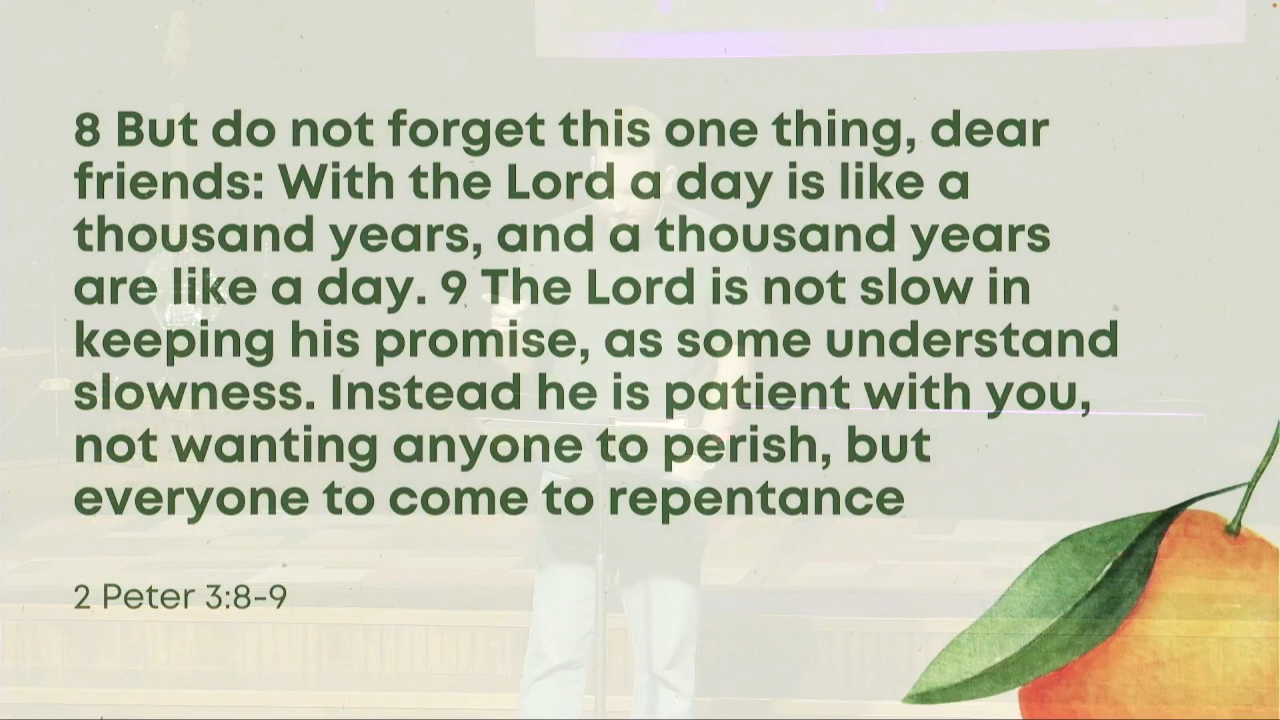 8 But do not forget this one thing, dear
friends: With the Lord a day is like a
thousand years, and a thousand years
are like a day. 9 The Lord is not slow in
keeping his promise, as some understand
slowness. Instead he is patient with you,
not wanting anyone to perish, but
everyone to come to repentance
2 Peter 3:8-9